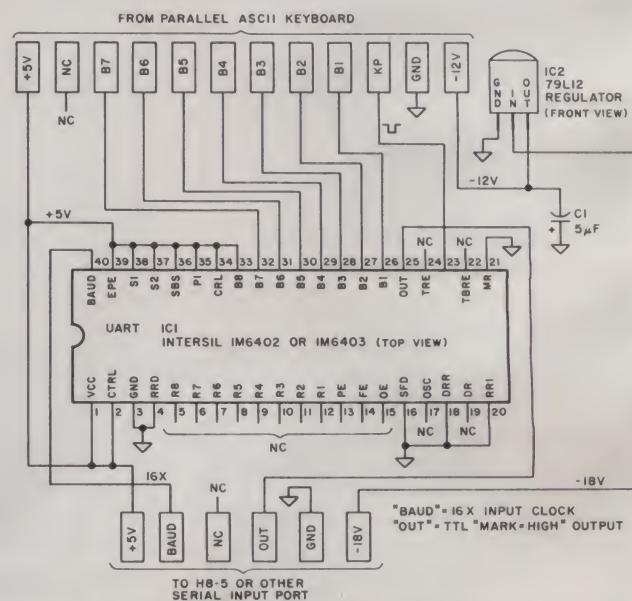 FROM PARALLEL ASCII KEYBOARD
+5V
NC
B7
B6
B5
B4
B3
B2
B1
KP
GND
-12V
NC
GND
IN
OUT
IC2
79L12
REGULATOR
(FRONT VIEW)
-12V
+5V
C1
5µF
+
NC
NC
40 39 38 37 36 35 34 33 32 31 30 29 28 27 26 25 24 23 22 21
BAUD EPE S1 S2 SBS PI CRL B8 B7 B6 B5 B4 B3 B2 B1 OUT TRE TBRE MR
UART IC1
INTERSIL IM6402 OR IM6403 (TOP VIEW)
VCC CTRL GND RRD R8 R7 R6 R5 R4 R3 R2 R1 PE FE OE SFD OSC DRR DR RRI
1 2 3 4 5 6 7 8 9 10 11 12 13 14 15 16 17 18 19 20
NC
NC
NC
16X
NC
-18V
+5V
BAUD
NC
OUT
GND
-18V
"BAUD"=16X INPUT CLOCK
"OUT"=TTL "MARK=HIGH" OUTPUT
TO H8-5 OR OTHER
SERIAL INPUT PORT